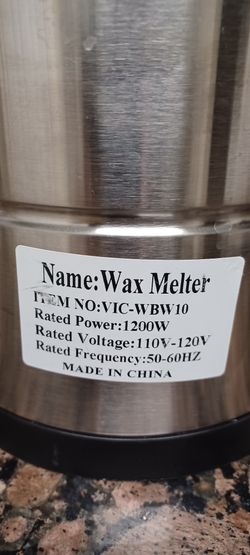 Name:Wax Melter
ITEM NO:VIC-WBW10
Rated Power:1200W
Rated Voltage:110V-120V
Rated Frequency:50-60HZ
MADE IN CHINA